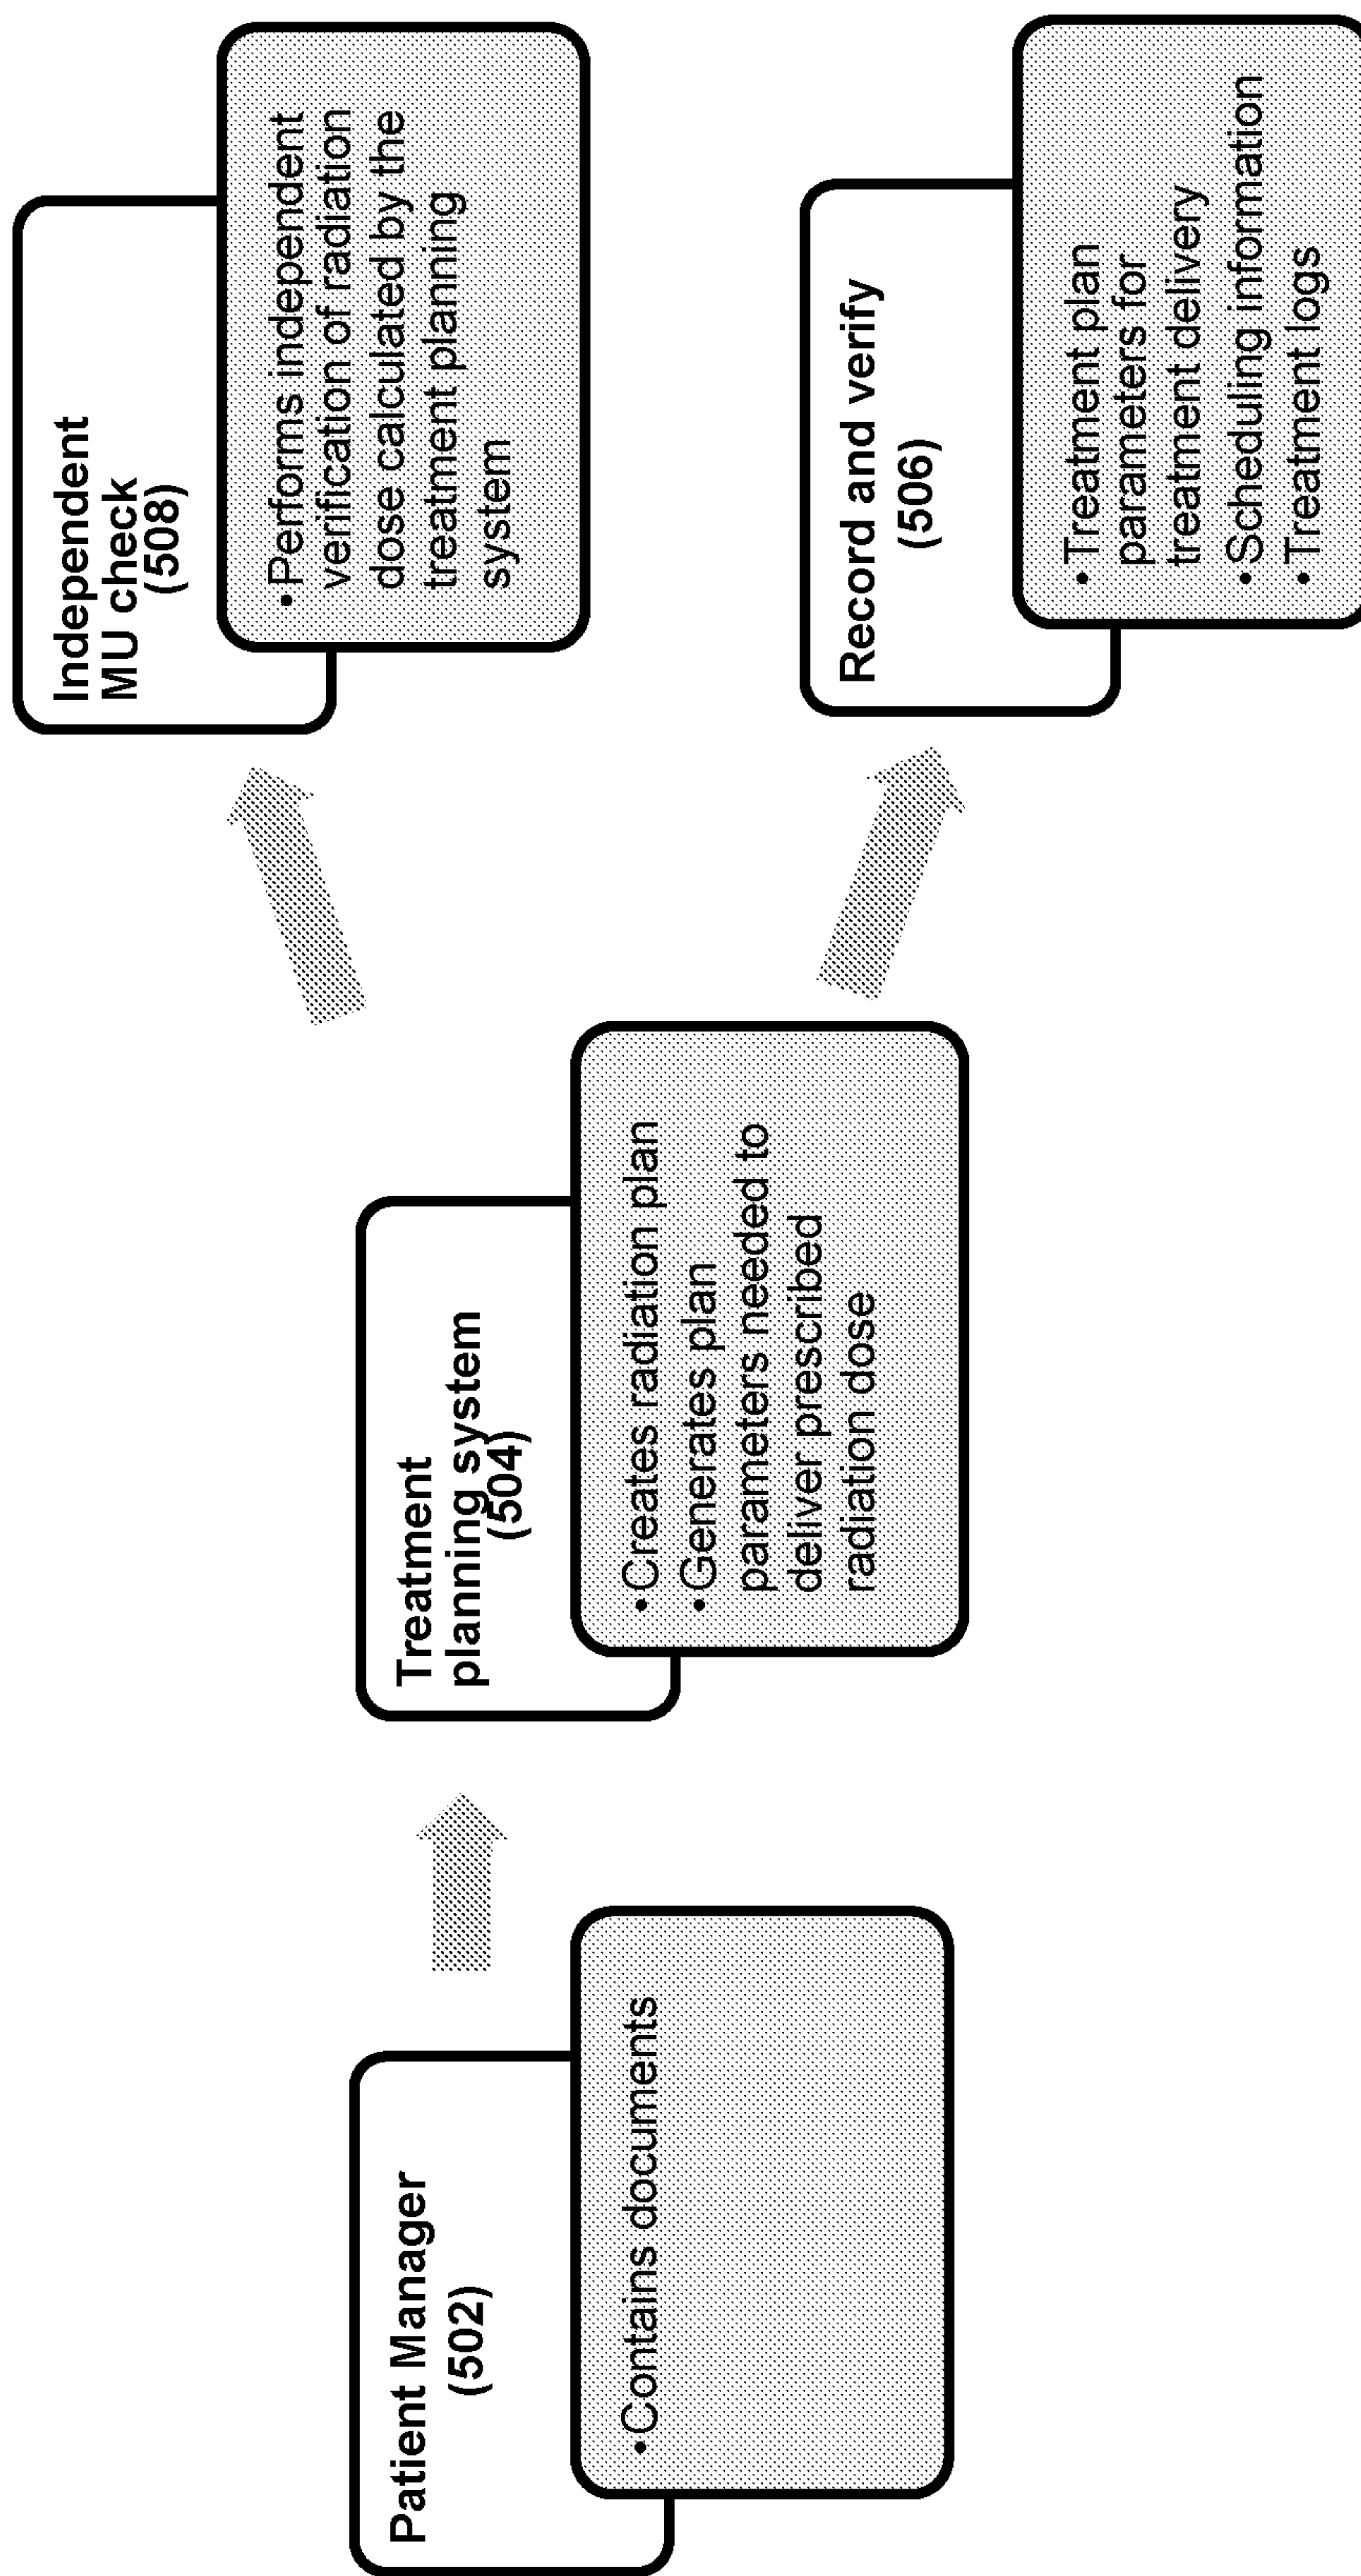 Patient Manager
(502)
•Contains documents
Treatment
planning system
(504)
•Creates radiation plan
•Generates plan
parameters needed to
deliver prescribed
radiation dose
Independent
MU check
(508)
•Performs independent
verification of radiation
dose calculated by the
treatment planning
system
Record and verify
(506)
•Treatment plan
parameters for
treatment delivery
•Scheduling information
•Treatment logs